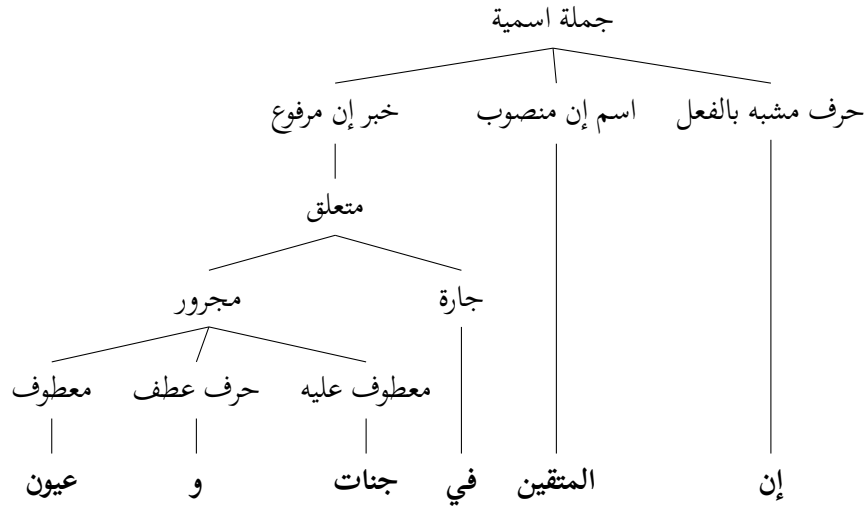 جملة اسمية
حرف مشبه بالفعل اسم إن منصوب خبر إن مرفوع
متعلق
جارة مجرور
معطوف عليه حرف عطف معطوف
إن المتقين في جنات و عيون